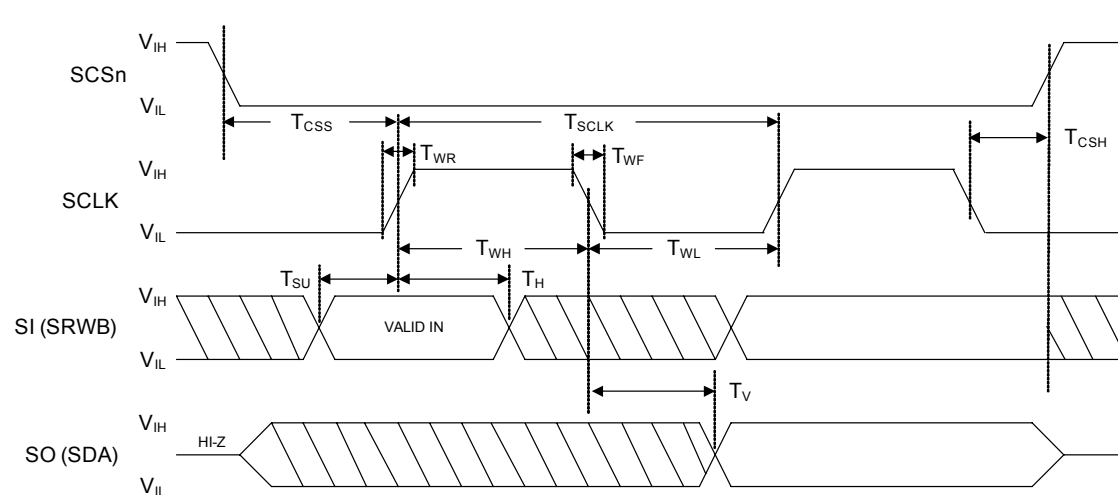 V_IH
SCSn
V_IL
T_CSS
T_SCLK
T_CSH
V_IH
T_WR
T_WF
SCLK
V_IL
T_WH
T_WL
T_SU
T_H
V_IH
SI (SRWB)
VALID IN
V_IL
T_V
V_IH
HI-Z
SO (SDA)
V_IL